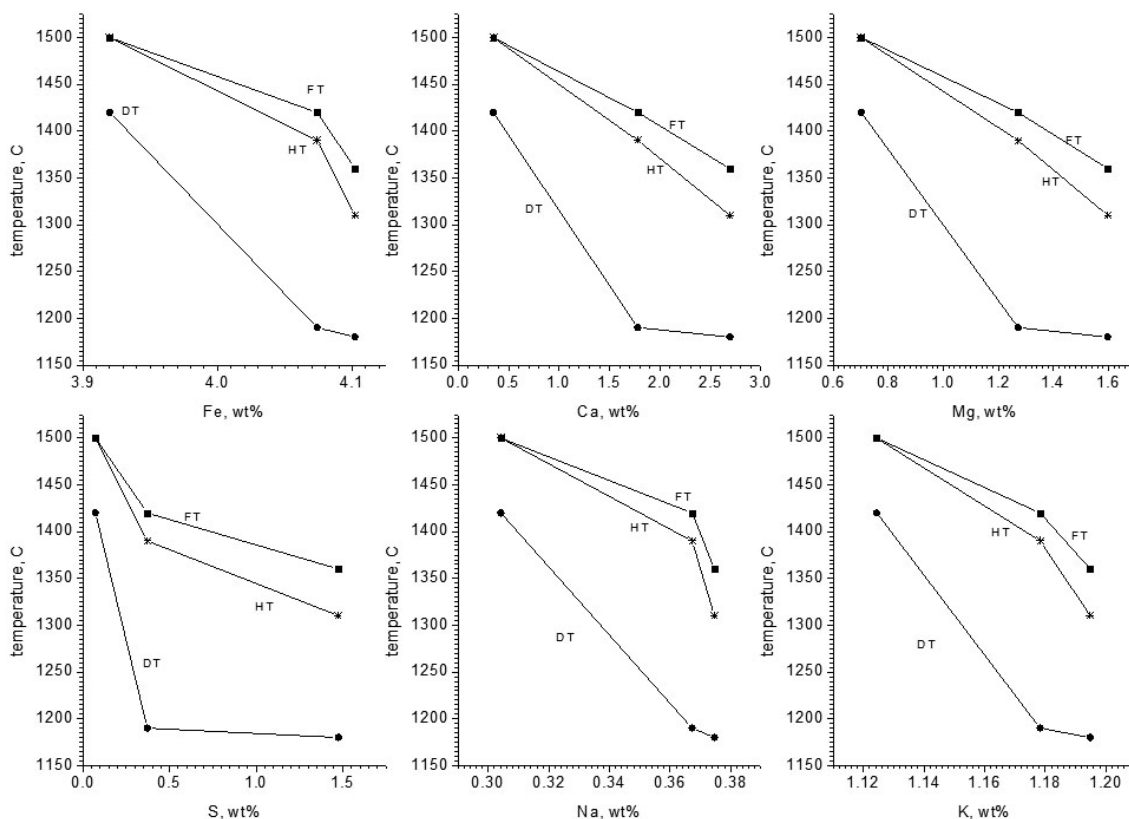 1500
1450
1400
1350
1300
1250
1200
1150
temperature, C
DT
FT
HT
3.9
4.0
4.1
Fe, wt%
1500
1450
1400
1350
1300
1250
1200
1150
temperature, C
FT
HT
DT
0.0
0.5
1.0
1.5
2.0
2.5
3.0
Ca, wt%
1500
1450
1400
1350
1300
1250
1200
1150
temperature, C
FT
HT
DT
0.6
0.8
1.0
1.2
1.4
1.6
Mg, wt%
1500
1450
1400
1350
1300
1250
1200
1150
temperature, C
FT
HT
DT
0.0
0.5
1.0
1.5
S, wt%
1500
1450
1400
1350
1300
1250
1200
1150
temperature, C
FT
HT
DT
0.30
0.32
0.34
0.36
0.38
Na, wt%
1500
1450
1400
1350
1300
1250
1200
1150
temperature, C
HT
FT
DT
1.12
1.14
1.16
1.18
1.20
K, wt%